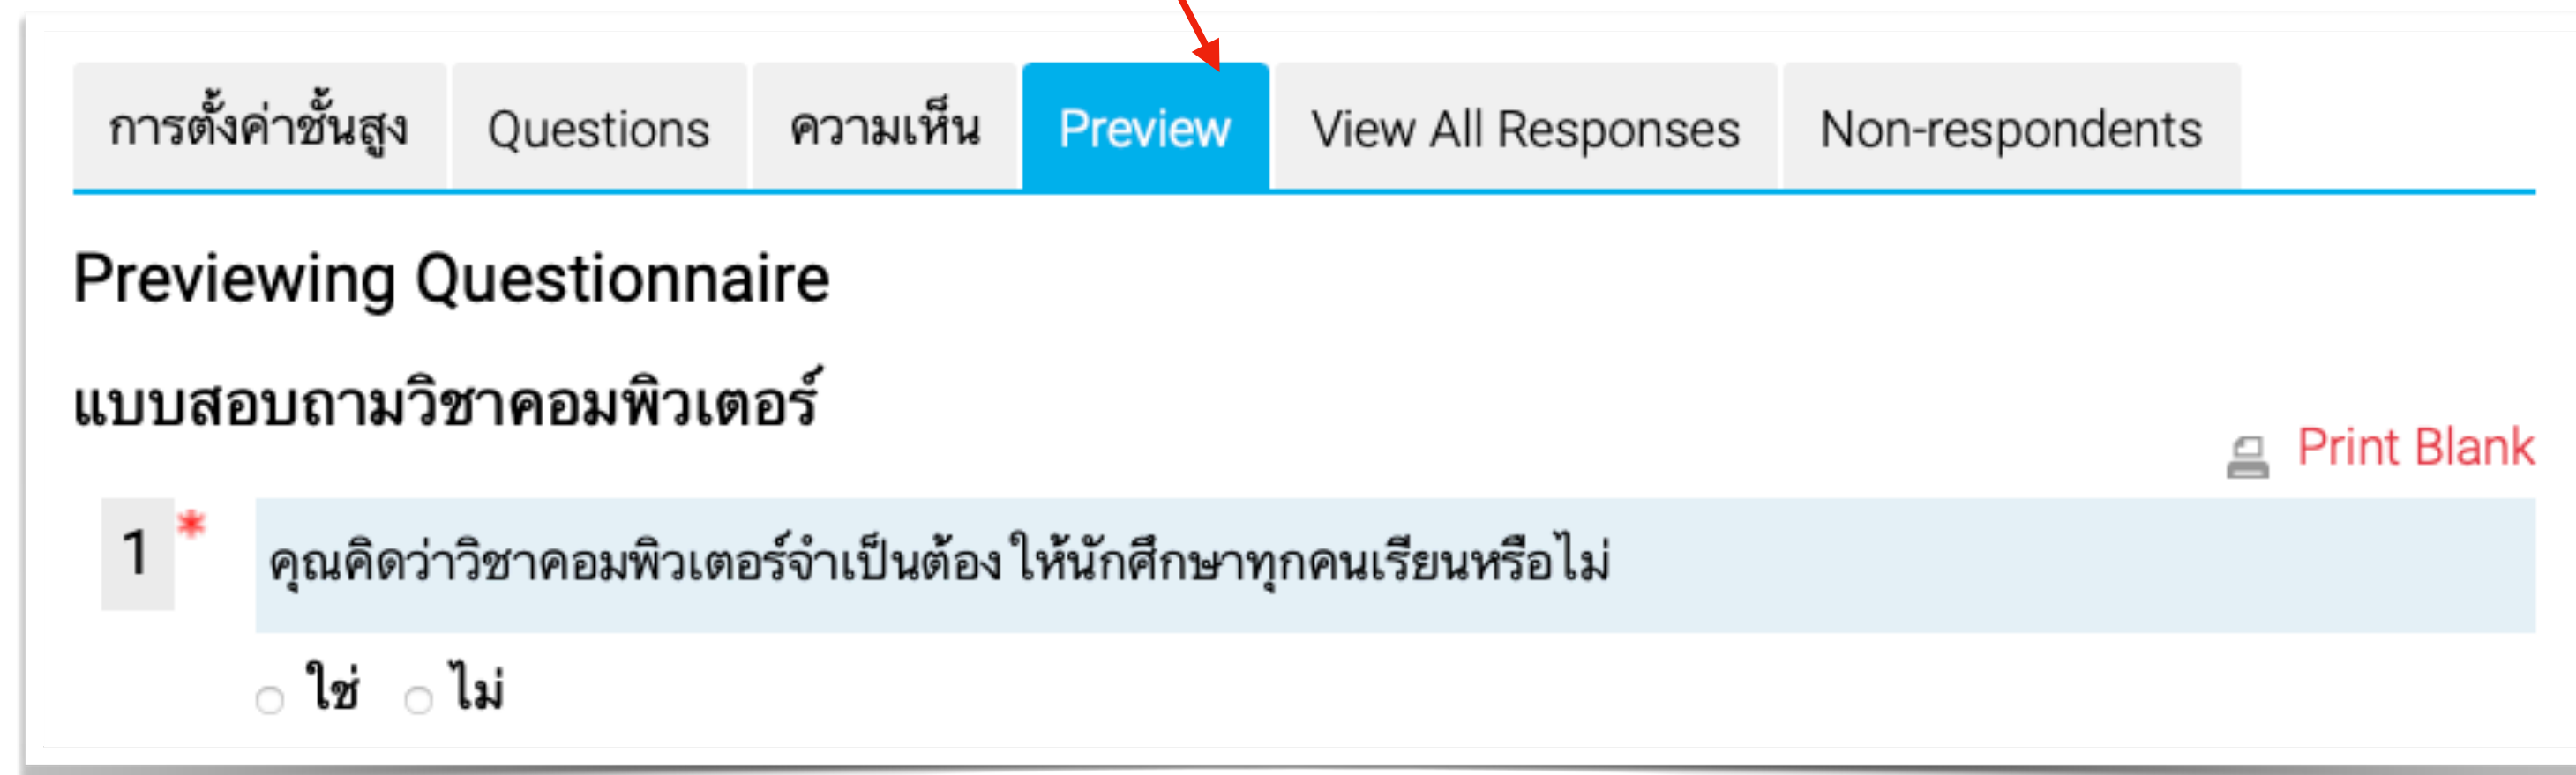 การตั้งค่าชั้นสูง Questions ความเห็น Preview View All Responses Non-respondents
Previewing Questionnaire
แบบสอบถามวิชาคอมพิวเตอร์
Print Blank
1 * คุณคิดว่าวิชาคอมพิวเตอร์จำเป็นต้อง ให้นักศึกษาทุกคนเรียนหรือไม่
ใช่ ไม่